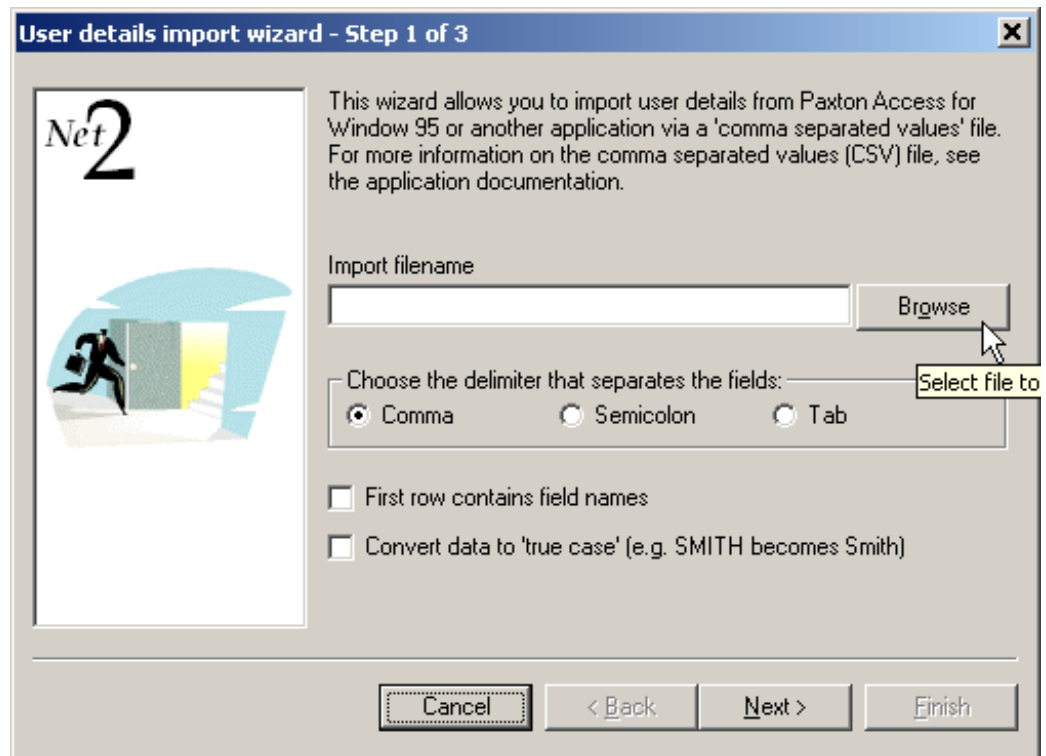 User details import wizard - Step 1 of 3
Net2
This wizard allows you to import user details from Paxton Access for
Window 95 or another application via a 'comma separated values' file.
For more information on the comma separated values (CSV) file, see
the application documentation.
Import filename
Browse
Select file to
Choose the delimiter that separates the fields:
Comma Semicolon Tab
First row contains field names
Convert data to 'true case' (e.g. SMITH becomes Smith)
Cancel < Back Next > Finish